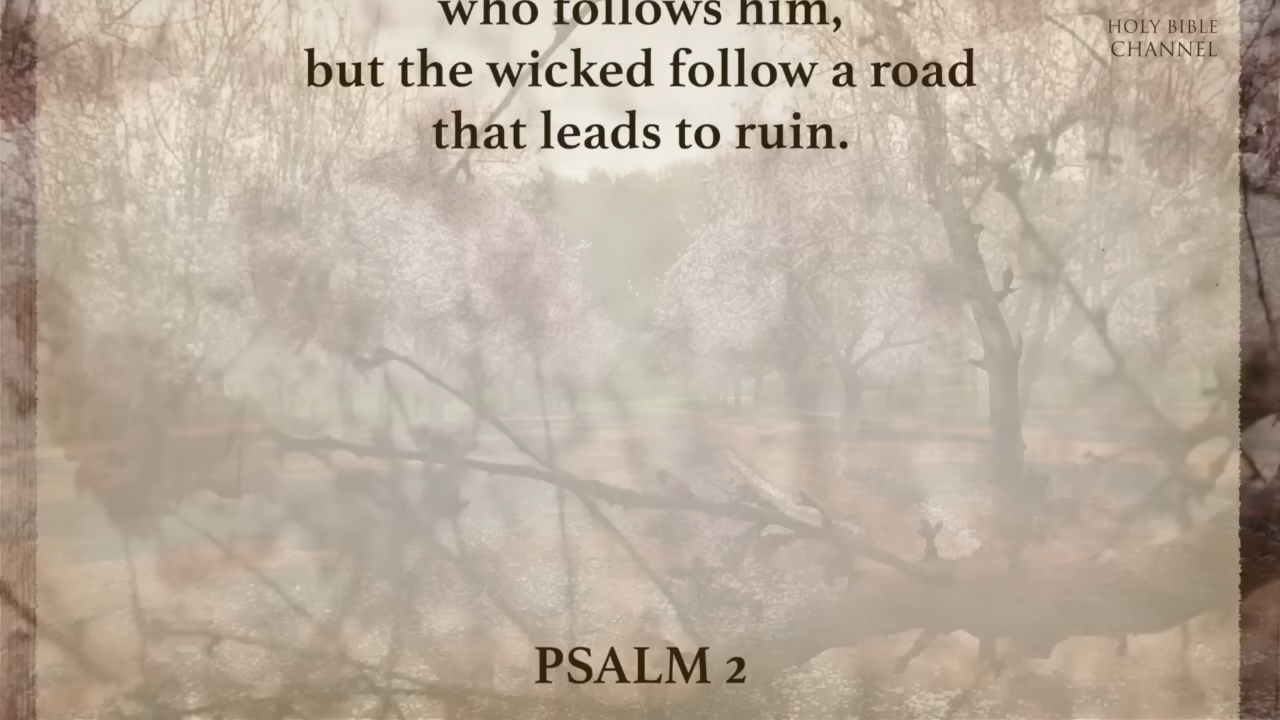 who follows him,
but the wicked follow a road
that leads to ruin.
HOLY BIBLE
CHANNEL
PSALM 2